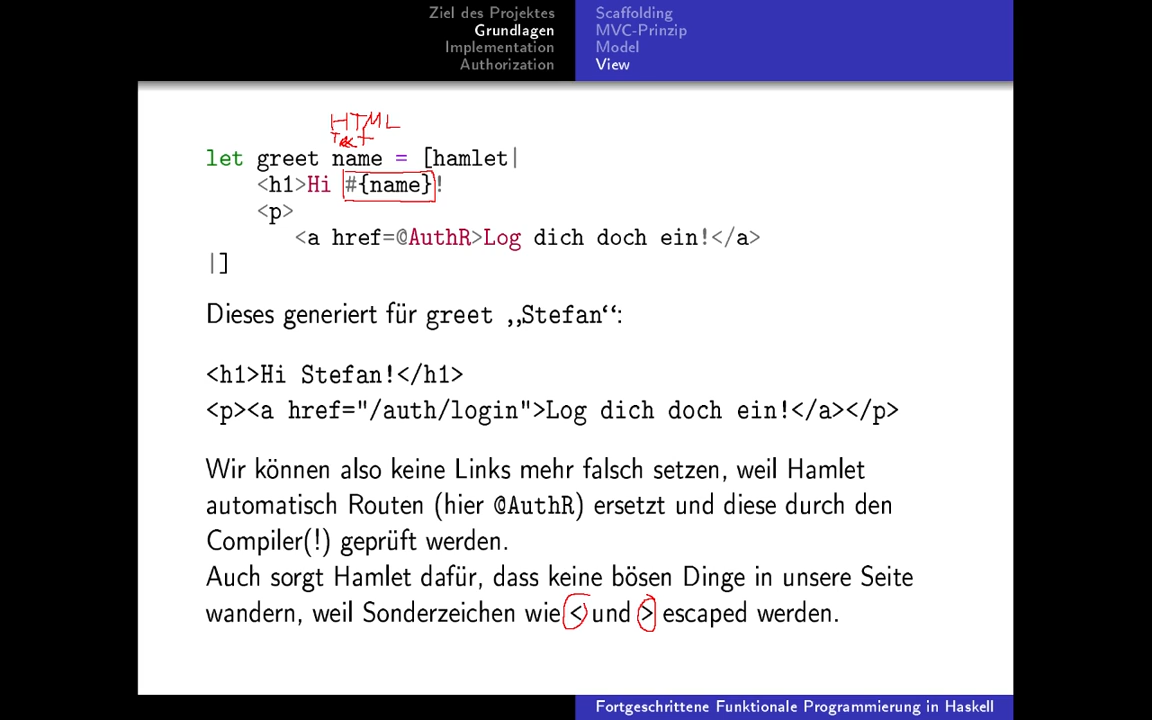 Ziel des Projektes
Grundlagen
Implementation
Authorization
Scaffolding
MVC-Prinzip
Model
View
HTML
Text
let greet name = [hamlet|
<h1>Hi #{name}!
<p>
<a href=@AuthR>Log dich doch ein!</a>
|]
Dieses generiert für greet „Stefan“:
<h1>Hi Stefan!</h1>
<p><a href="/auth/login">Log dich doch ein!</a></p>
Wir können also keine Links mehr falsch setzen, weil Hamlet
automatisch Routen (hier @AuthR) ersetzt und diese durch den
Compiler(!) geprüft werden.
Auch sorgt Hamlet dafür, dass keine bösen Dinge in unsere Seite
wandern, weil Sonderzeichen wie < und > escaped werden.
Fortgeschrittene Funktionale Programmierung in Haskell